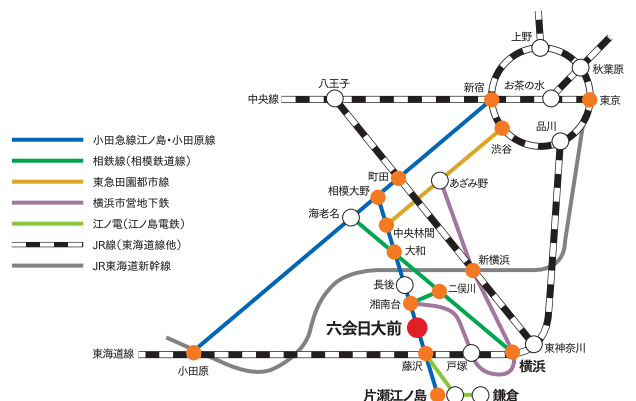 上野
秋葉原
八王子
新宿
お茶の水
中央線
東京
品川
渋谷
小田急線江ノ島・小田原線
相鉄線(相模鉄道線)
東急田園都市線
横浜市営地下鉄
江ノ電(江ノ島電鉄)
JR線(東海道線他)
JR東海道新幹線
町田
あざみ野
相模大野
海老名
中央林間
大和
新横浜
長後
二俣川
湘南台
六会日大前
東神奈川
東海道線
小田原
藤沢
戸塚
横浜
片瀬江ノ島
鎌倉